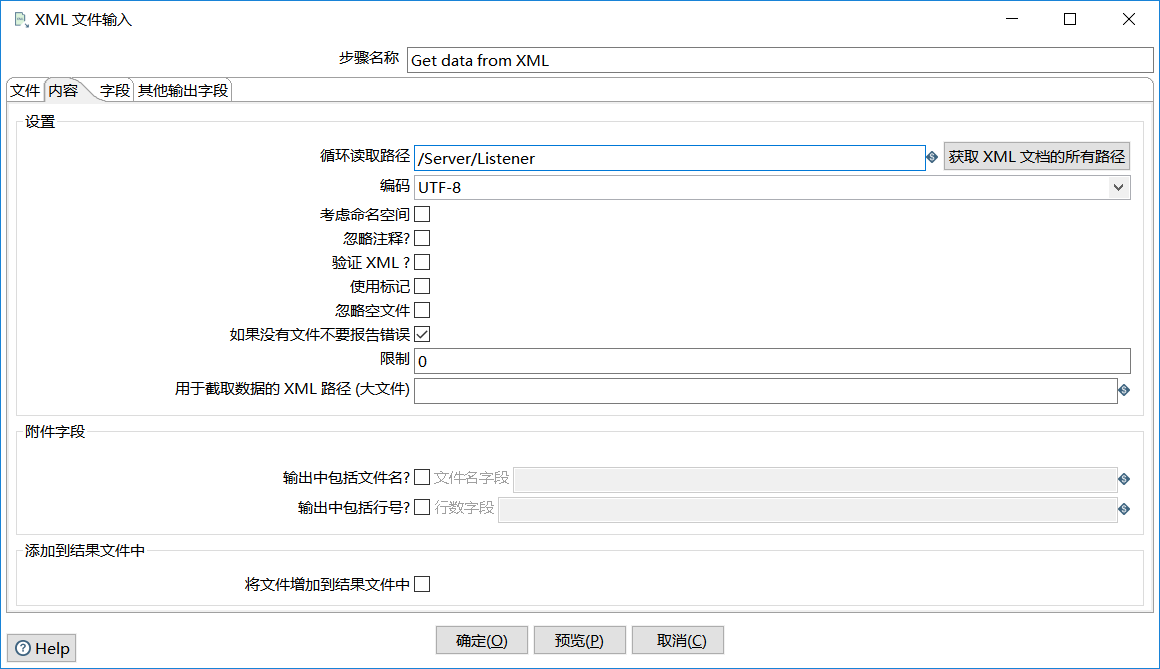 XML 文件输入
步骤名称 Get data from XML
文件 内容 字段 其他输出字段
设置
循环读取路径 /Server/Listener 获取 XML 文档的所有路径
编码 UTF-8
考虑命名空间
忽略注释?
验证 XML ?
使用标记
忽略空文件
如果没有文件不要报告错误
限制 0
用于截取数据的 XML 路径 (大文件)
附件字段
输出中包括文件名? 文件名字段
输出中包括行号? 行数字段
添加到结果文件中
将文件增加到结果文件中
确定(O) 预览(P) 取消(C)
Help